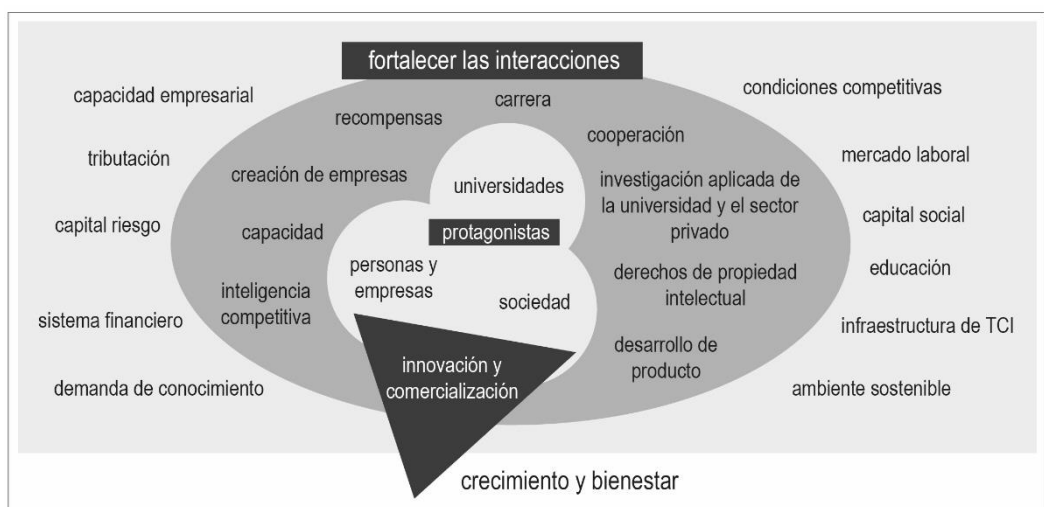 fortalecer las interacciones
capacidad empresarial
condiciones competitivas
carrera
recompensas
cooperación
tributación
mercado laboral
creación de empresas
universidades
investigación aplicada de
la universidad y el sector
privado
capital riesgo
capital social
capacidad
protagonistas
personas y
empresas
derechos de propiedad
intelectual
educación
inteligencia
competitiva
sociedad
sistema financiero
infraestructura de TCI
innovación y
comercialización
desarrollo de
producto
demanda de conocimiento
ambiente sostenible
crecimiento y bienestar